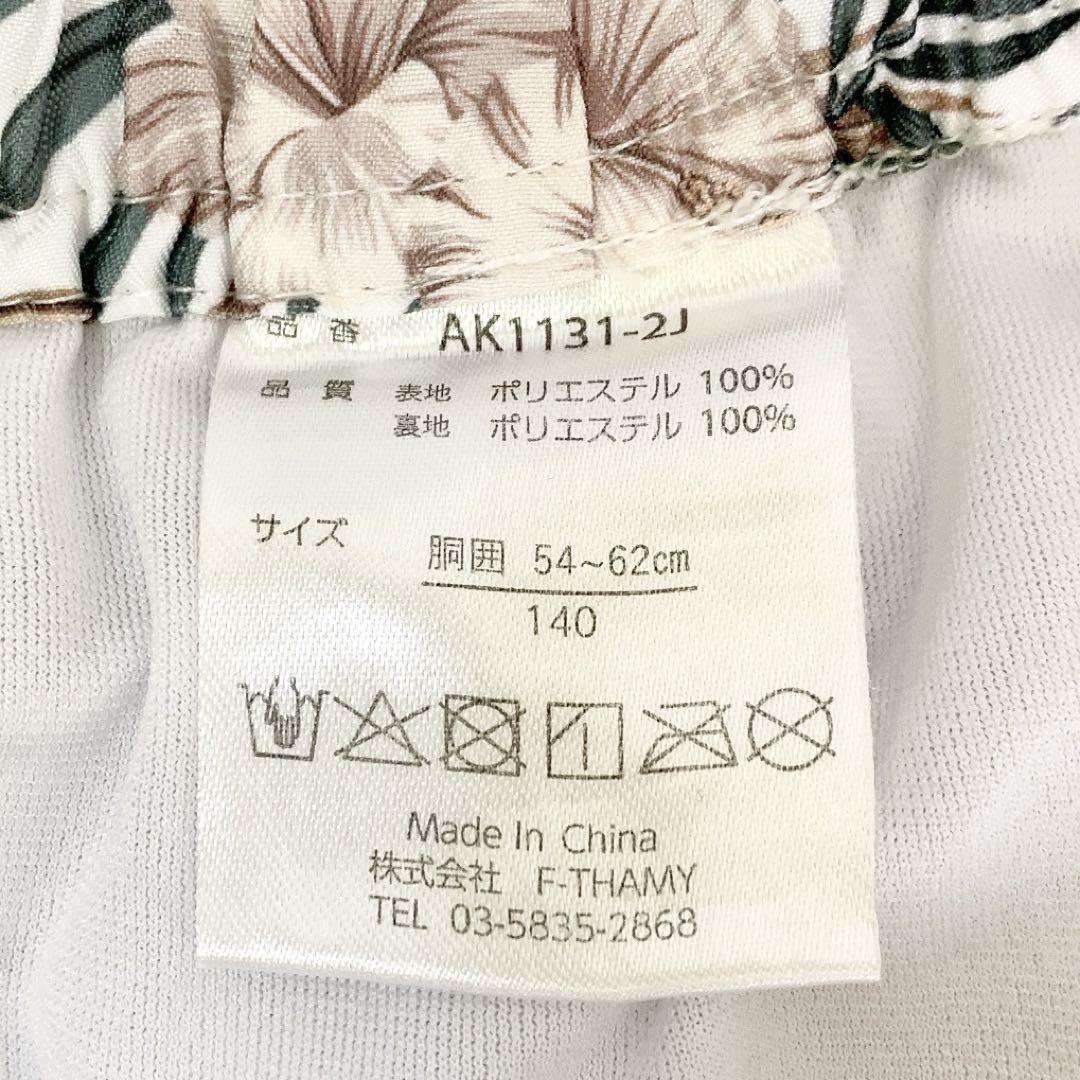 品番 AK1131-2J
品質 表地 ポリエステル 100%
裏地 ポリエステル 100%
サイズ 胴囲 54~62cm
140
Made In China
株式会社 F-THAMY
TEL 03-5835-2868